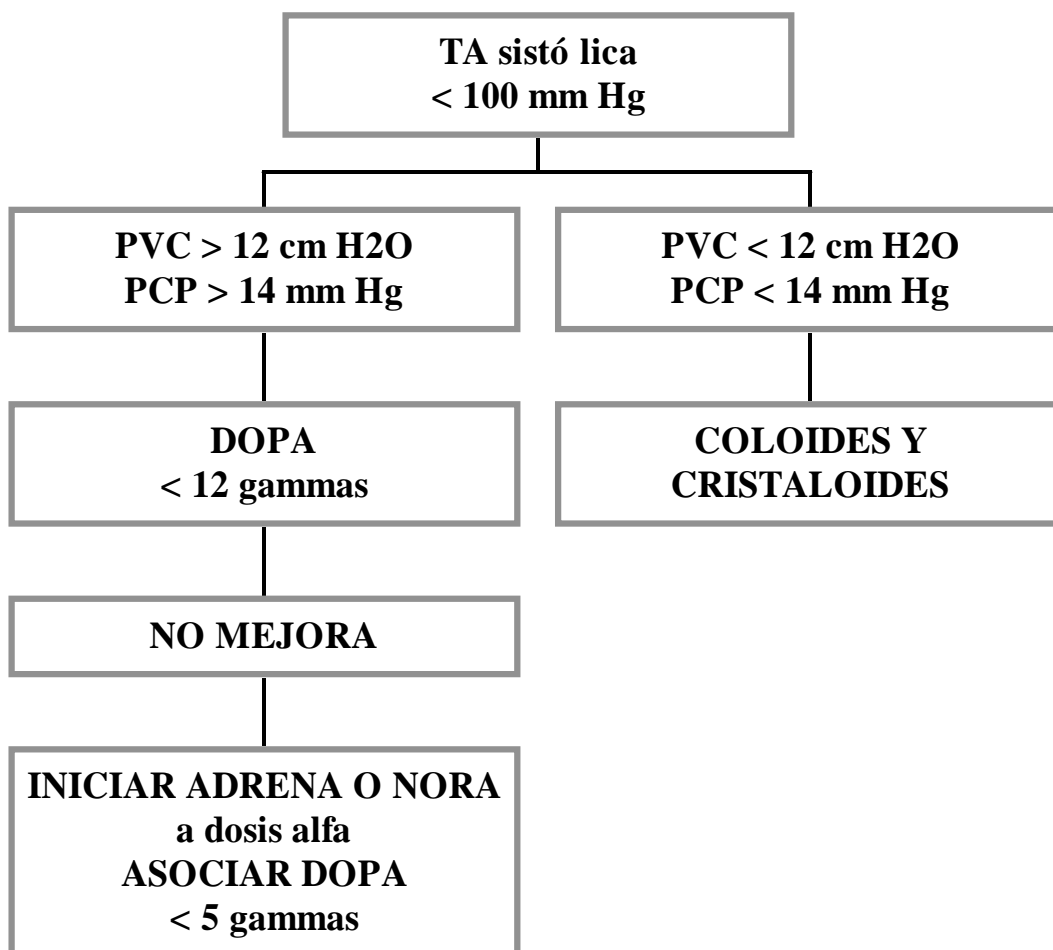 TA sistó lica
< 100 mm Hg
PVC > 12 cm H2O
PCP > 14 mm Hg
PVC < 12 cm H2O
PCP < 14 mm Hg
DOPA
< 12 gammas
COLOIDES Y
CRISTALOIDES
NO MEJORA
INICIAR ADRENA O NORA
a dosis alfa
ASOCIAR DOPA
< 5 gammas